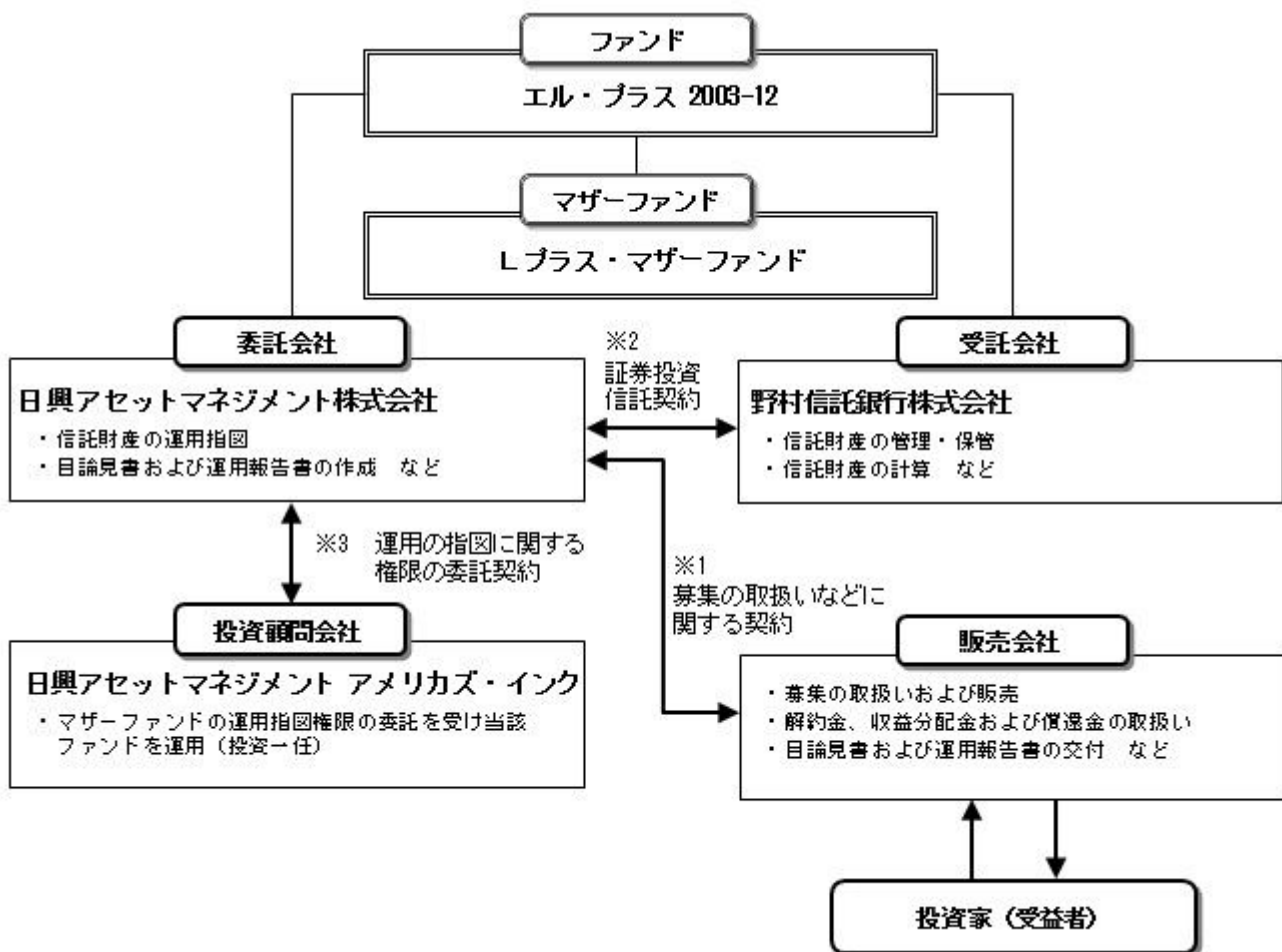 ファンド
エル・プラス 2003-12
マザーファンド
Lプラス・マザーファンド
委託会社
日興アセットマネジメント株式会社
・信託財産の運用指図
・目論見書および運用報告書の作成 など
※2
証券投資
信託契約
受託会社
野村信託銀行株式会社
・信託財産の管理・保管
・信託財産の計算 など
※3 運用の指図に関する
権限の委託契約
※1
募集の取扱いなどに
関する契約
投資顧問会社
日興アセットマネジメント アメリカズ・インク
・マザーファンドの運用指図権限の委託を受け当該
ファンドを運用（投資一任）
販売会社
・募集の取扱いおよび販売
・解約金、収益分配金および償還金の取扱い
・目論見書および運用報告書の交付 など
投資家（受益者）